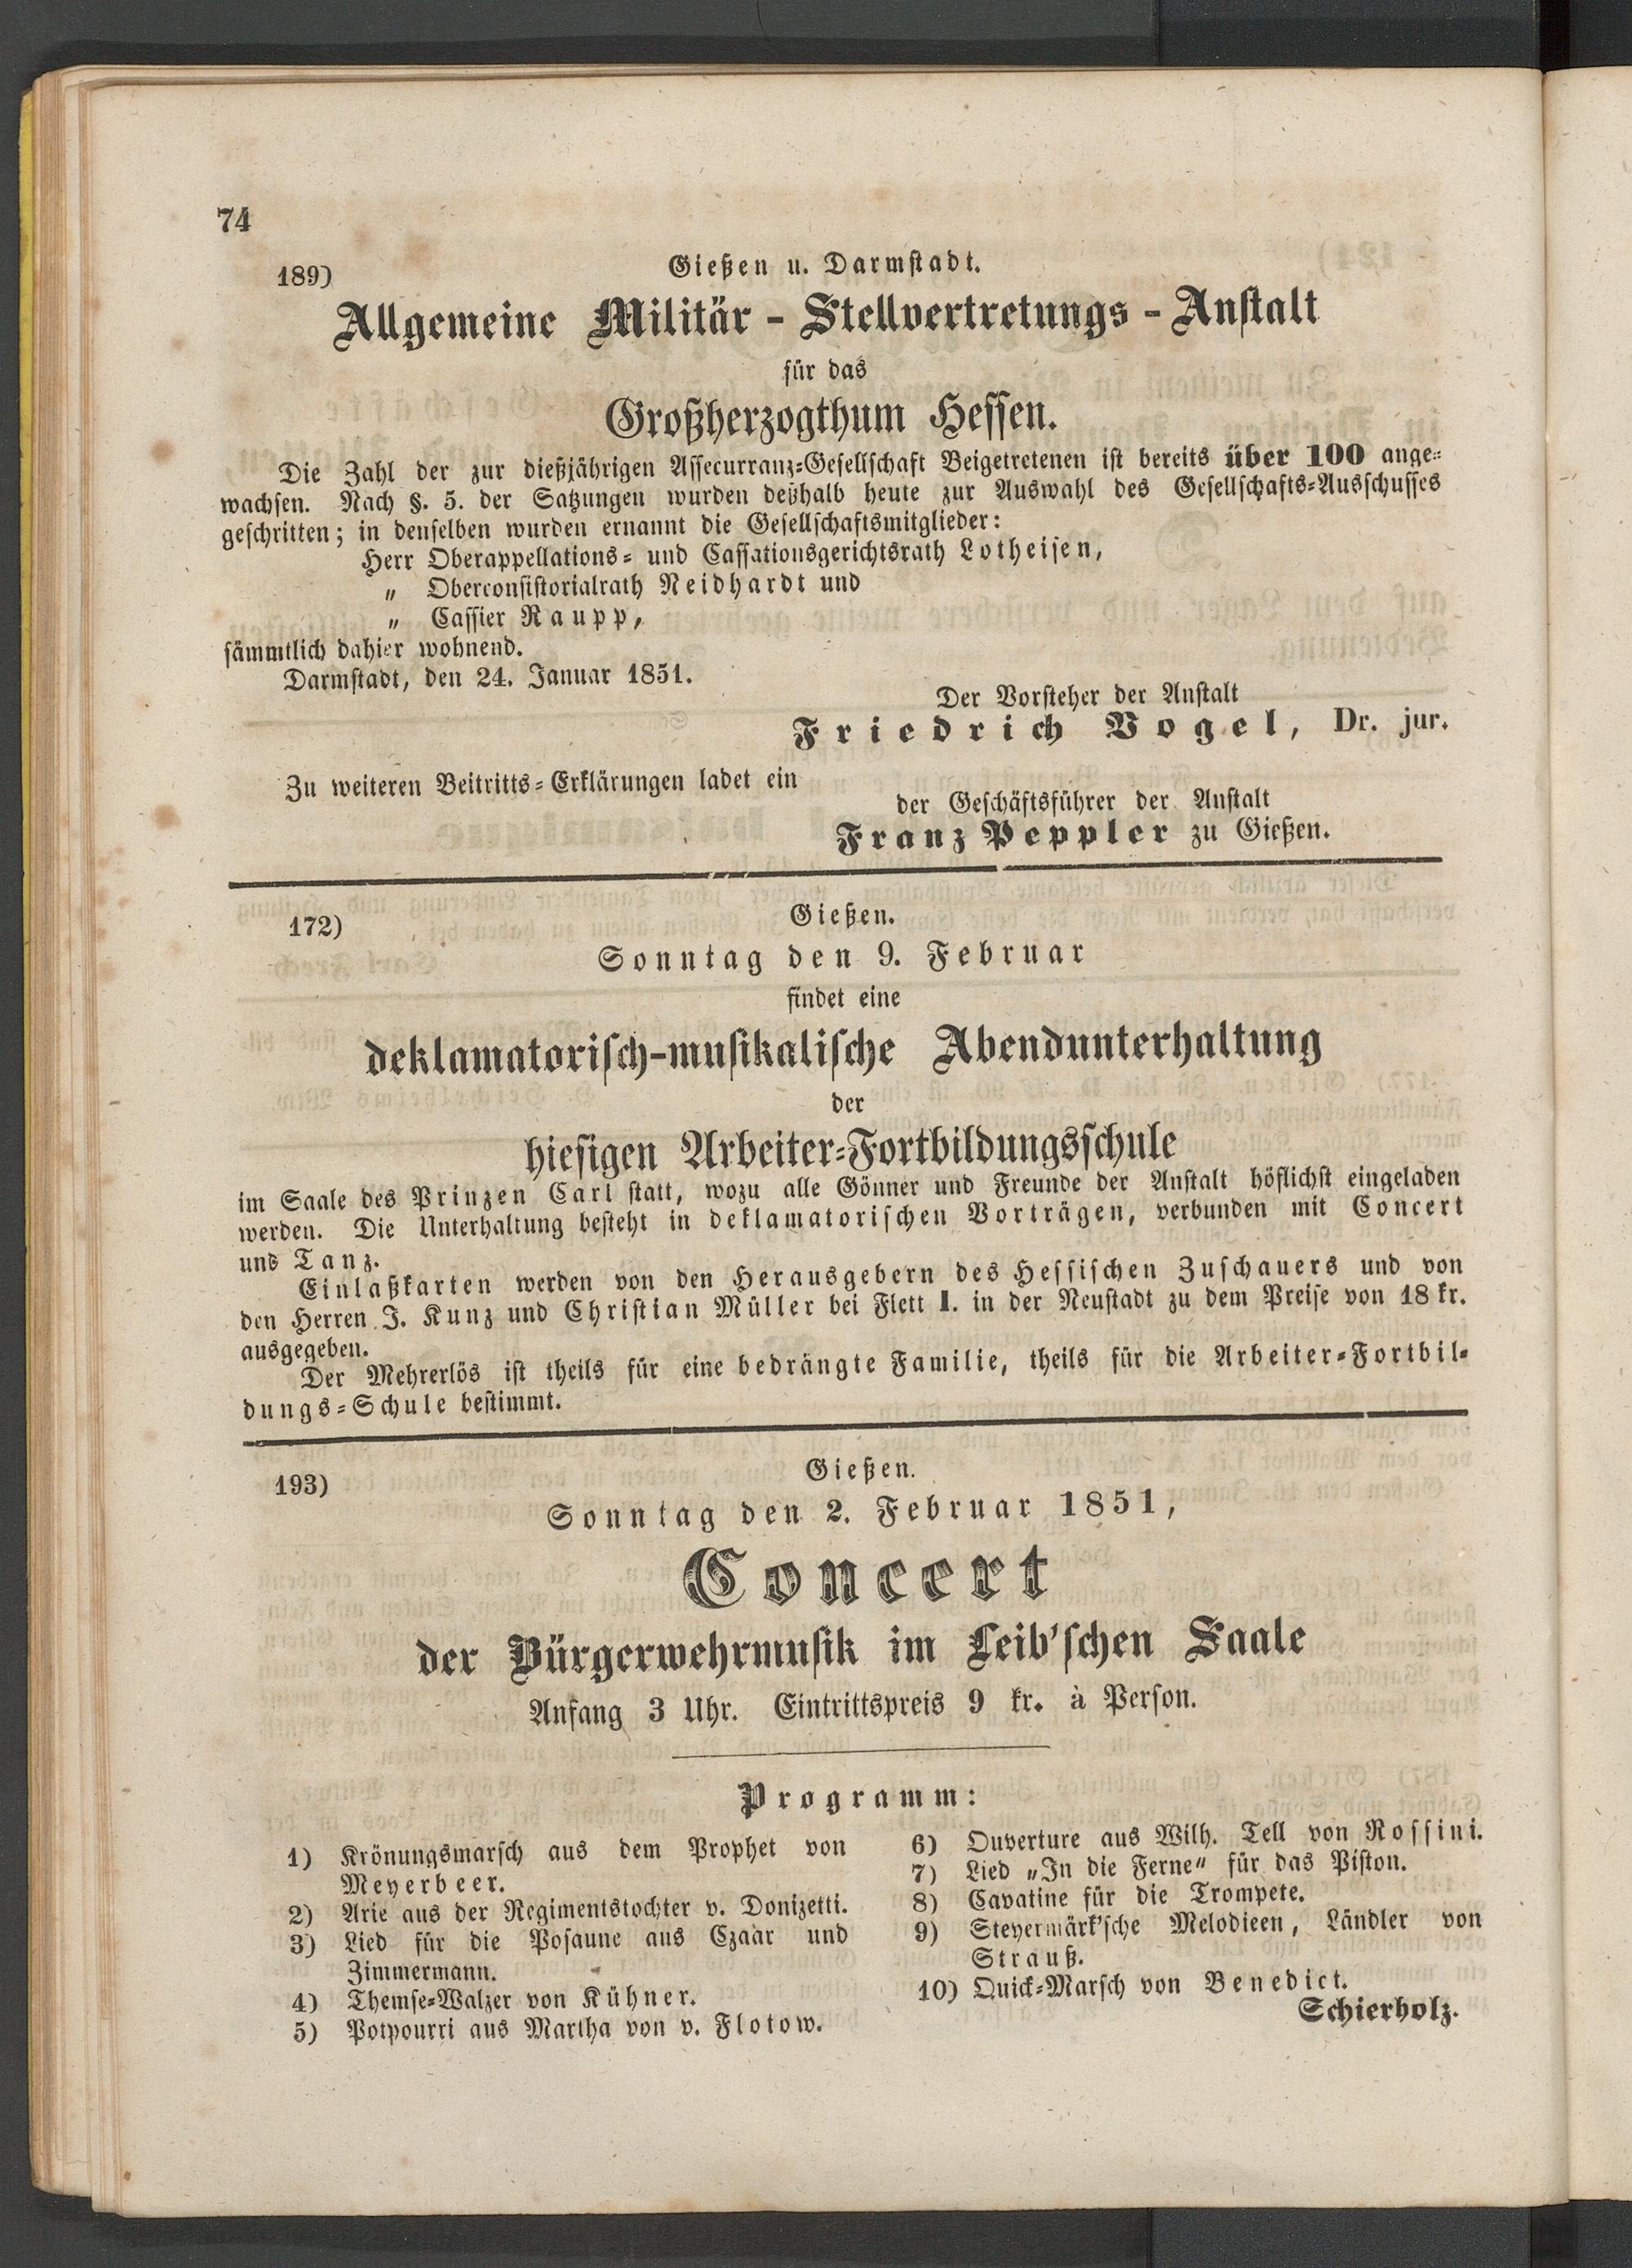 74
189)
Gießen u. Darmstadt.
Allgemeine Militär - Stellvertretungs - Anstalt
für das
Großherzogthum Hessen.
Die Zahl der zur dießjährigen Assecurranz-Gesellschaft Beigetretenen ist bereits über 100 ange-
wachsen. Nach §. 5. der Satzungen wurden deßhalb heute zur Auswahl des Gesellschafts-Ausschusses
geschritten; in denselben wurden ernannt die Gesellschaftsmitglieder:
Herr Oberappellations- und Cassationsgerichtsrath Lotheisen,
„ Oberconsistorialrath Neidhardt und
„ Cassier Raupp,
sämmtlich dahier wohnend.
Darmstadt, den 24. Januar 1851.
Der Vorsteher der Anstalt
Friedrich Vogel, Dr. jur.
Zu weiteren Beitritts-Erklärungen ladet ein
der Geschäftsführer der Anstalt
Franz Peppler zu Gießen.
172)
Gießen.
Sonntag den 9. Februar
findet eine
deklamatorisch-musikalische Abendunterhaltung
der
hiesigen Arbeiter-Fortbildungsschule
im Saale des Prinzen Carl statt, wozu alle Gönner und Freunde der Anstalt höflichst eingeladen
werden. Die Unterhaltung besteht in deklamatorischen Vorträgen, verbunden mit Concert
und Tanz.
Einlaßkarten werden von den Herausgebern des Hessischen Zuschauers und von
den Herren J. Kunz und Christian Müller bei Flett I. in der Neustadt zu dem Preise von 18 kr.
ausgegeben.
Der Mehrerlös ist theils für eine bedrängte Familie, theils für die Arbeiter-Fortbil-
dungs-Schule bestimmt.
193)
Gießen.
Sonntag den 2. Februar 1851,
Concert
der Bürgerwehrmusik im Leib'schen Saale
Anfang 3 Uhr. Eintrittspreis 9 kr. à Person.
Programm:
1) Krönungsmarsch aus dem Prophet von
Meyerbeer.
2) Arie aus der Regimentstochter v. Donizetti.
3) Lied für die Posaune aus Czaar und
Zimmermann.
4) Themse-Walzer von Kühner.
5) Potpourri aus Martha von v. Flotow.
6) Ouverture aus Wilh. Tell von Rossini.
7) Lied „In die Ferne“ für das Piston.
8) Cavatine für die Trompete.
9) Steyermärk'sche Melodieen, Ländler von
Strauß.
10) Quick-Marsch von Benedict.
Schierholz.